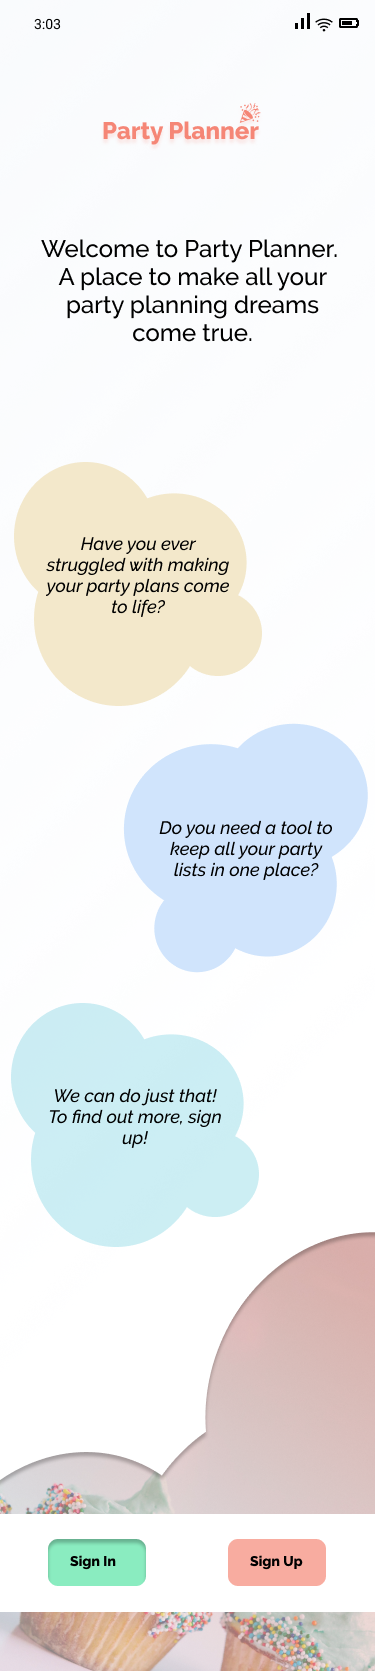 3:03
Party Planner
Welcome to Party Planner.
A place to make all your
party planning dreams
come true.
Have you ever
struggled with making
your party plans come
to life?
Do you need a tool to
keep all your party
lists in one place?
We can do just that!
To find out more, sign
up!
Sign In
Sign Up